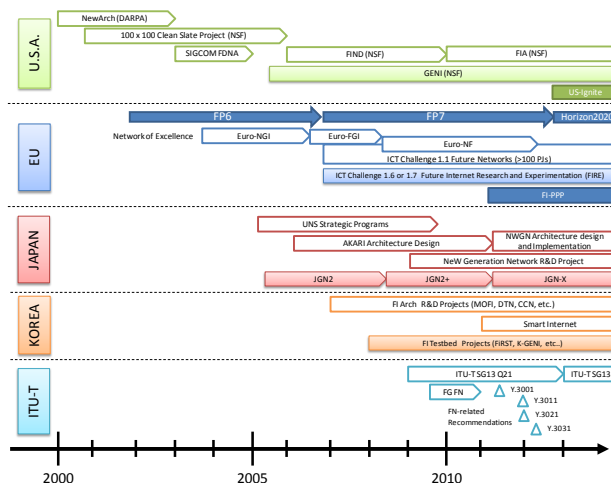 U.S.A.
NewArch (DARPA)
100 x 100 Clean Slate Project (NSF)
SIGCOM FDNA
FIND (NSF)
FIA (NSF)
GENI (NSF)
US-Ignite
EU
FP6
FP7
Horizon2020
Network of Excellence
Euro-NGI
Euro-FGI
Euro-NF
ICT Challenge 1.1 Future Networks (>100 PJs)
ICT Challenge 1.6 or 1.7 Future Internet Research and Experimentation (FIRE)
FI-PPP
JAPAN
UNS Strategic Programs
AKARI Architecture Design
NWGN Architecture design
and Implementation
NeW Generation Network R&D Project
JGN2
JGN2+
JGN-X
KOREA
FI Arch R&D Projects (MOFI, DTN, CCN, etc.)
Smart Internet
FI Testbed Projects (FiRST, K-GENI, etc..)
ITU-T
ITU-T SG13 Q21
ITU-T SG13
FG FN
Y.3001
Y.3011
FN-related
Recommendations
Y.3021
Y.3031
2000
2005
2010